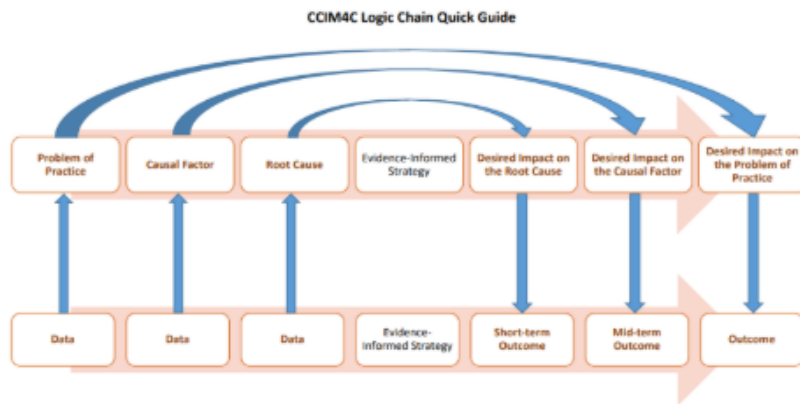 CCIM4C Logic Chain Quick Guide
Problem of
Practice
Causal Factor
Root Cause
Evidence-Informed
Strategy
Desired Impact on
the Root Cause
Desired Impact on
the Causal Factor
Desired Impact on
the Problem of
Practice
Data
Data
Data
Evidence-
Informed Strategy
Short-term
Outcome
Mid-term
Outcome
Outcome